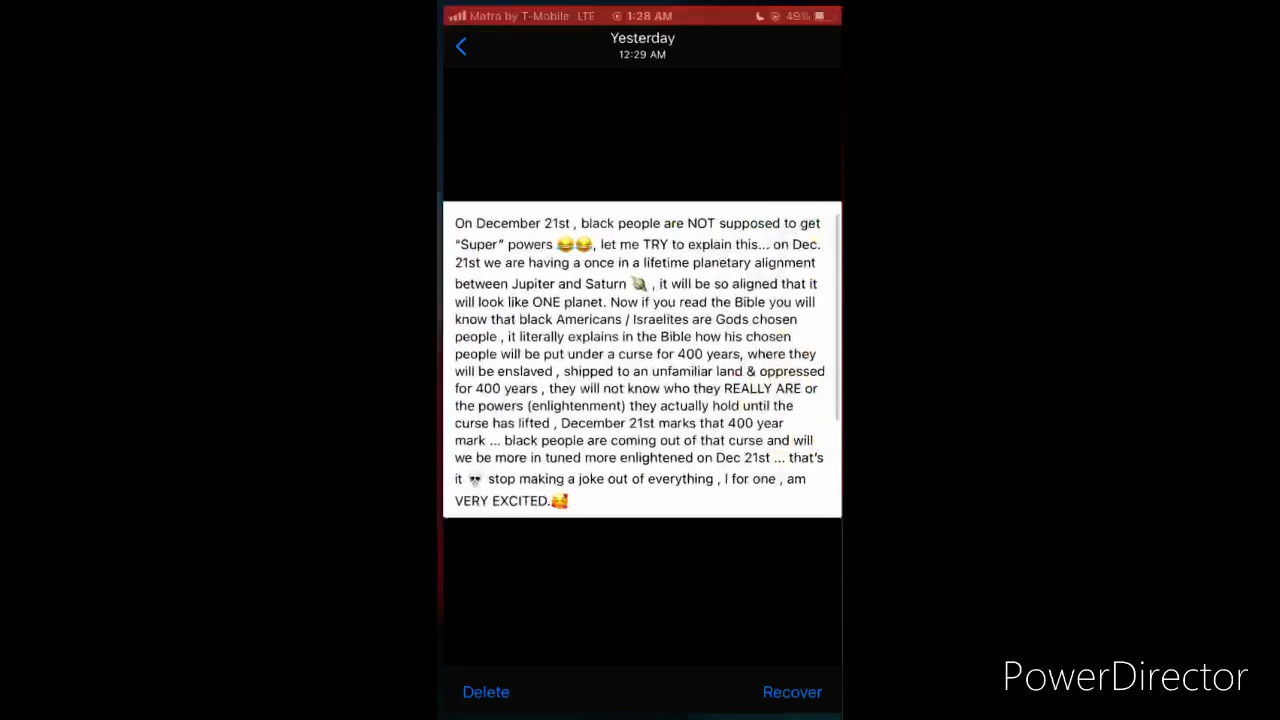 Metro by T-Mobile LTE 1:28 AM 49%
Yesterday
12:29 AM
On December 21st , black people are NOT supposed to get
“Super” powers 😂😂, let me TRY to explain this... on Dec.
21st we are having a once in a lifetime planetary alignment
between Jupiter and Saturn 🪐 , it will be so aligned that it
will look like ONE planet. Now if you read the Bible you will
know that black Americans / Israelites are Gods chosen
people , it literally explains in the Bible how his chosen
people will be put under a curse for 400 years, where they
will be enslaved , shipped to an unfamiliar land & oppressed
for 400 years , they will not know who they REALLY ARE or
the powers (enlightenment) they actually hold until the
curse has lifted , December 21st marks that 400 year
mark ... black people are coming out of that curse and will
we be more in tuned more enlightened on Dec 21st ... that’s
it 💀 stop making a joke out of everything , I for one , am
VERY EXCITED.🥰
Delete Recover
PowerDirector